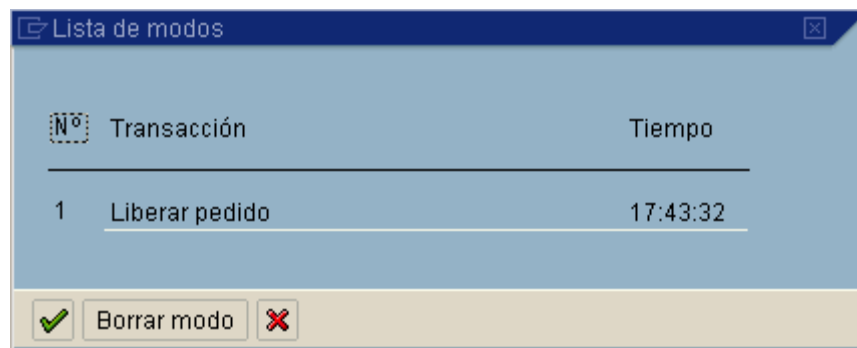 Lista de modos
Nº Transacción Tiempo
1 Liberar pedido 17:43:32
Borrar modo